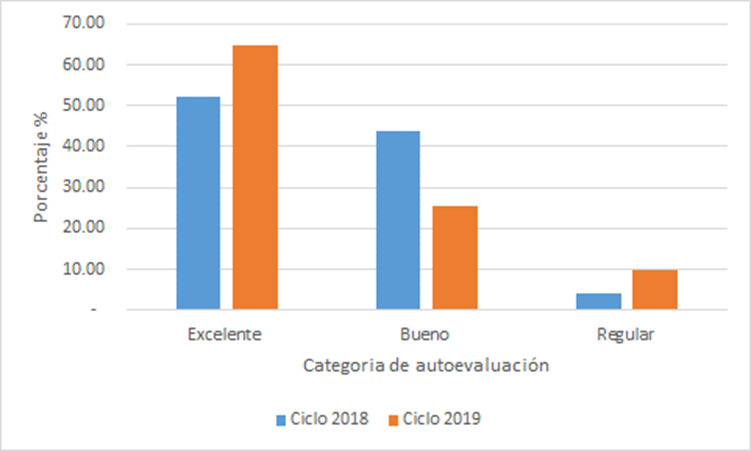 70.00
60.00
50.00
40.00
30.00
20.00
10.00
-
Porcentaje %
Excelente Bueno Regular
Categoria de autoevaluación
Ciclo 2018 Ciclo 2019